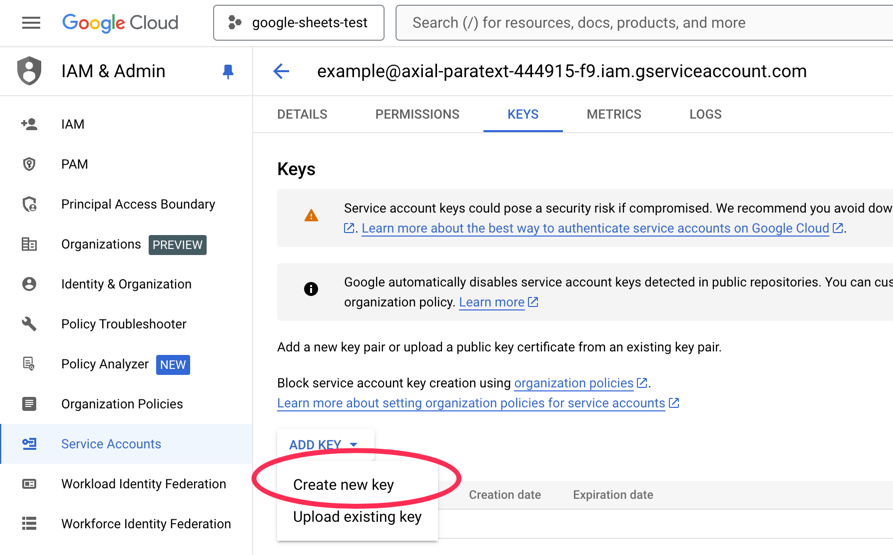 Google Cloud
google-sheets-test
Search (/) for resources, docs, products, and more
IAM & Admin
example@axial-paratext-444915-f9.iam.gserviceaccount.com
IAM
PAM
Principal Access Boundary
Organizations PREVIEW
Identity & Organization
Policy Troubleshooter
Policy Analyzer NEW
Organization Policies
Service Accounts
Workload Identity Federation
Workforce Identity Federation
DETAILS PERMISSIONS KEYS METRICS LOGS
Keys
Service account keys could pose a security risk if compromised. We recommend you avoid dow
. Learn more about the best way to authenticate service accounts on Google Cloud .
Google automatically disables service account keys detected in public repositories. You can cus
organization policy. Learn more
Add a new key pair or upload a public key certificate from an existing key pair.
Block service account key creation using organization policies .
Learn more about setting organization policies for service accounts
ADD KEY
Create new key
Upload existing key
Creation date Expiration date